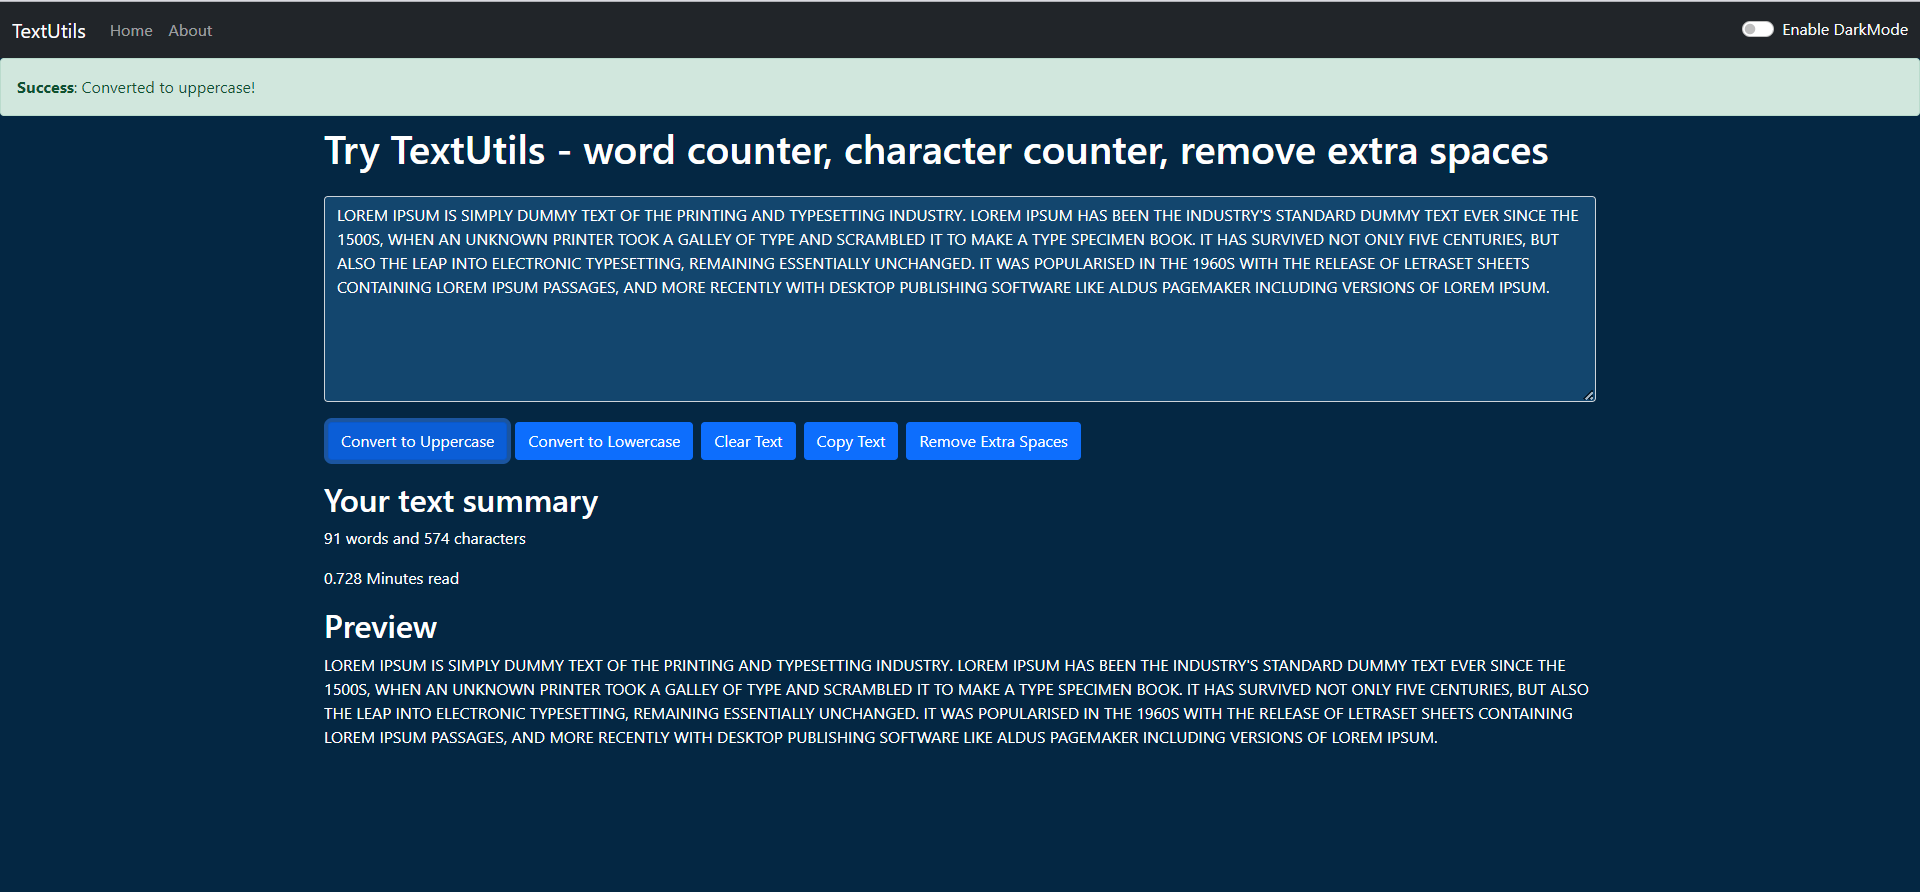 TextUtils Home About Enable DarkMode
Success: Converted to uppercase!
Try TextUtils - word counter, character counter, remove extra spaces
LOREM IPSUM IS SIMPLY DUMMY TEXT OF THE PRINTING AND TYPESETTING INDUSTRY. LOREM IPSUM HAS BEEN THE INDUSTRY'S STANDARD DUMMY TEXT EVER SINCE THE
1500S, WHEN AN UNKNOWN PRINTER TOOK A GALLEY OF TYPE AND SCRAMBLED IT TO MAKE A TYPE SPECIMEN BOOK. IT HAS SURVIVED NOT ONLY FIVE CENTURIES, BUT
ALSO THE LEAP INTO ELECTRONIC TYPESETTING, REMAINING ESSENTIALLY UNCHANGED. IT WAS POPULARISED IN THE 1960S WITH THE RELEASE OF LETRASET SHEETS
CONTAINING LOREM IPSUM PASSAGES, AND MORE RECENTLY WITH DESKTOP PUBLISHING SOFTWARE LIKE ALDUS PAGEMAKER INCLUDING VERSIONS OF LOREM IPSUM.
Convert to Uppercase Convert to Lowercase Clear Text Copy Text Remove Extra Spaces
Your text summary
91 words and 574 characters
0.728 Minutes read
Preview
LOREM IPSUM IS SIMPLY DUMMY TEXT OF THE PRINTING AND TYPESETTING INDUSTRY. LOREM IPSUM HAS BEEN THE INDUSTRY'S STANDARD DUMMY TEXT EVER SINCE THE
1500S, WHEN AN UNKNOWN PRINTER TOOK A GALLEY OF TYPE AND SCRAMBLED IT TO MAKE A TYPE SPECIMEN BOOK. IT HAS SURVIVED NOT ONLY FIVE CENTURIES, BUT ALSO
THE LEAP INTO ELECTRONIC TYPESETTING, REMAINING ESSENTIALLY UNCHANGED. IT WAS POPULARISED IN THE 1960S WITH THE RELEASE OF LETRASET SHEETS CONTAINING
LOREM IPSUM PASSAGES, AND MORE RECENTLY WITH DESKTOP PUBLISHING SOFTWARE LIKE ALDUS PAGEMAKER INCLUDING VERSIONS OF LOREM IPSUM.